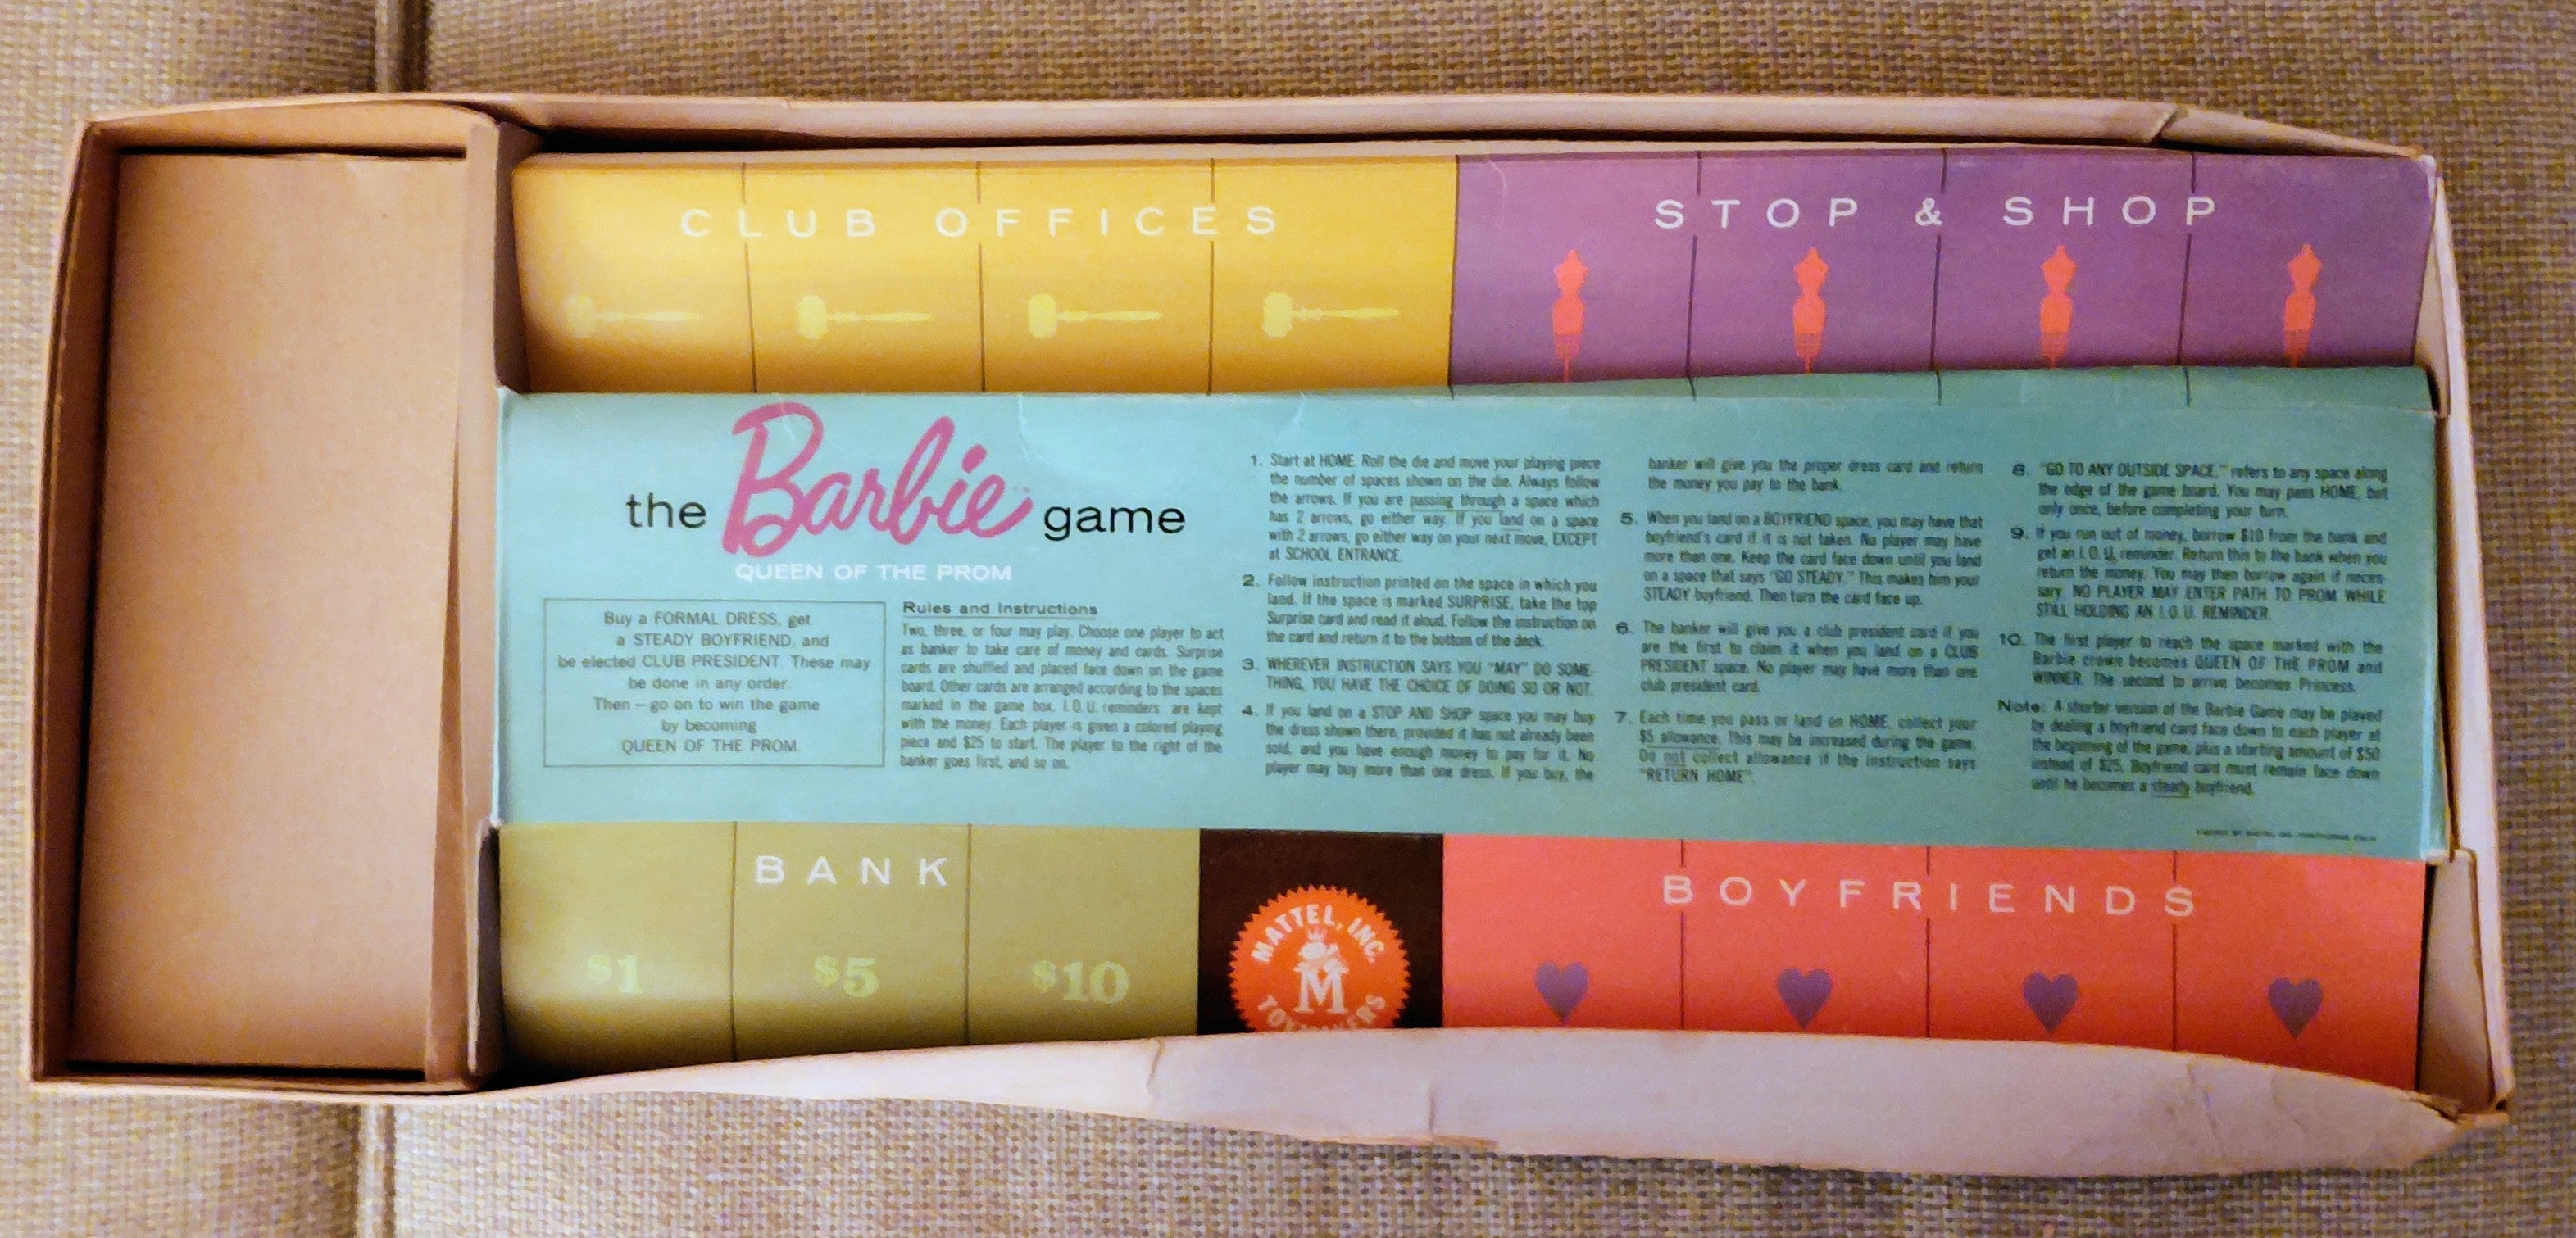 CLUB OFFICES
STOP & SHOP
the Barbie game
QUEEN OF THE PROM
Buy a FORMAL DRESS, get
a STEADY BOYFRIEND, and
be elected CLUB PRESIDENT. These may
be done in any order.
Then — go on to win the game
by becoming
QUEEN OF THE PROM.
Rules and Instructions
Two, three, or four may play. Choose one player to act
as banker to take care of money and cards. Surprise
cards are shuffled and placed face down on the game
board. Other cards are arranged according to the spaces
marked in the game box. I.O.U. reminders are kept
with the money. Each player is given a colored playing
piece and $25 to start. The player to the right of the
banker goes first, and so on.
1. Start at HOME. Roll the die and move your playing piece
the number of spaces shown on the die. Always follow
the arrows. If you are passing through a space which
has 2 arrows, go either way. If you land on a space
with 2 arrows, go either way on your next move, EXCEPT
at SCHOOL ENTRANCE.
2. Follow instruction printed on the space in which you
land. If the space is marked SURPRISE, take the top
Surprise card and read it aloud. Follow the instruction on
the card and return it to the bottom of the deck.
3. WHEREVER INSTRUCTION SAYS YOU "MAY" DO SOME-
THING, YOU HAVE THE CHOICE OF DOING SO OR NOT.
4. If you land on a STOP AND SHOP space you may buy
the dress shown there, provided it has not already been
sold, and you have enough money to pay for it. No
player may buy more than one dress. If you buy, the
banker will give you the proper dress card and return
the money you pay to the bank.
5. When you land on a BOYFRIEND space, you may have that
boyfriend's card if it is not taken. No player may have
more than one. Keep the card face down until you land
on a space that says "GO STEADY." This makes him your
STEADY boyfriend. Then turn the card face up.
6. The banker will give you a club president card if you
are the first to claim it when you land on a CLUB
PRESIDENT space. No player may have more than one
club president card.
7. Each time you pass or land on HOME, collect your
$5 allowance. This may be increased during the game.
Do not collect allowance if the instruction says
"RETURN HOME".
8. "GO TO ANY OUTSIDE SPACE," refers to any space along
the edge of the game board. You may pass HOME, but
only once, before completing your turn.
9. If you run out of money, borrow $10 from the bank and
get an I.O.U. reminder. Return this to the bank when you
return the money. You may then borrow again if neces-
sary. NO PLAYER MAY ENTER PATH TO PROM WHILE
STILL HOLDING AN I.O.U. REMINDER.
10. The first player to reach the space marked with the
Barbie crown becomes QUEEN OF THE PROM and
WINNER. The second to arrive becomes Princess.
Note: A shorter version of the Barbie Game may be played
by dealing a boyfriend card face down to each player at
the beginning of the game, plus a starting amount of $50
instead of $25. Boyfriend card must remain face down
until he becomes a steady boyfriend.
BANK
$1 $5 $10
MATTEL, INC.
M
TOYMAKERS
BOYFRIENDS